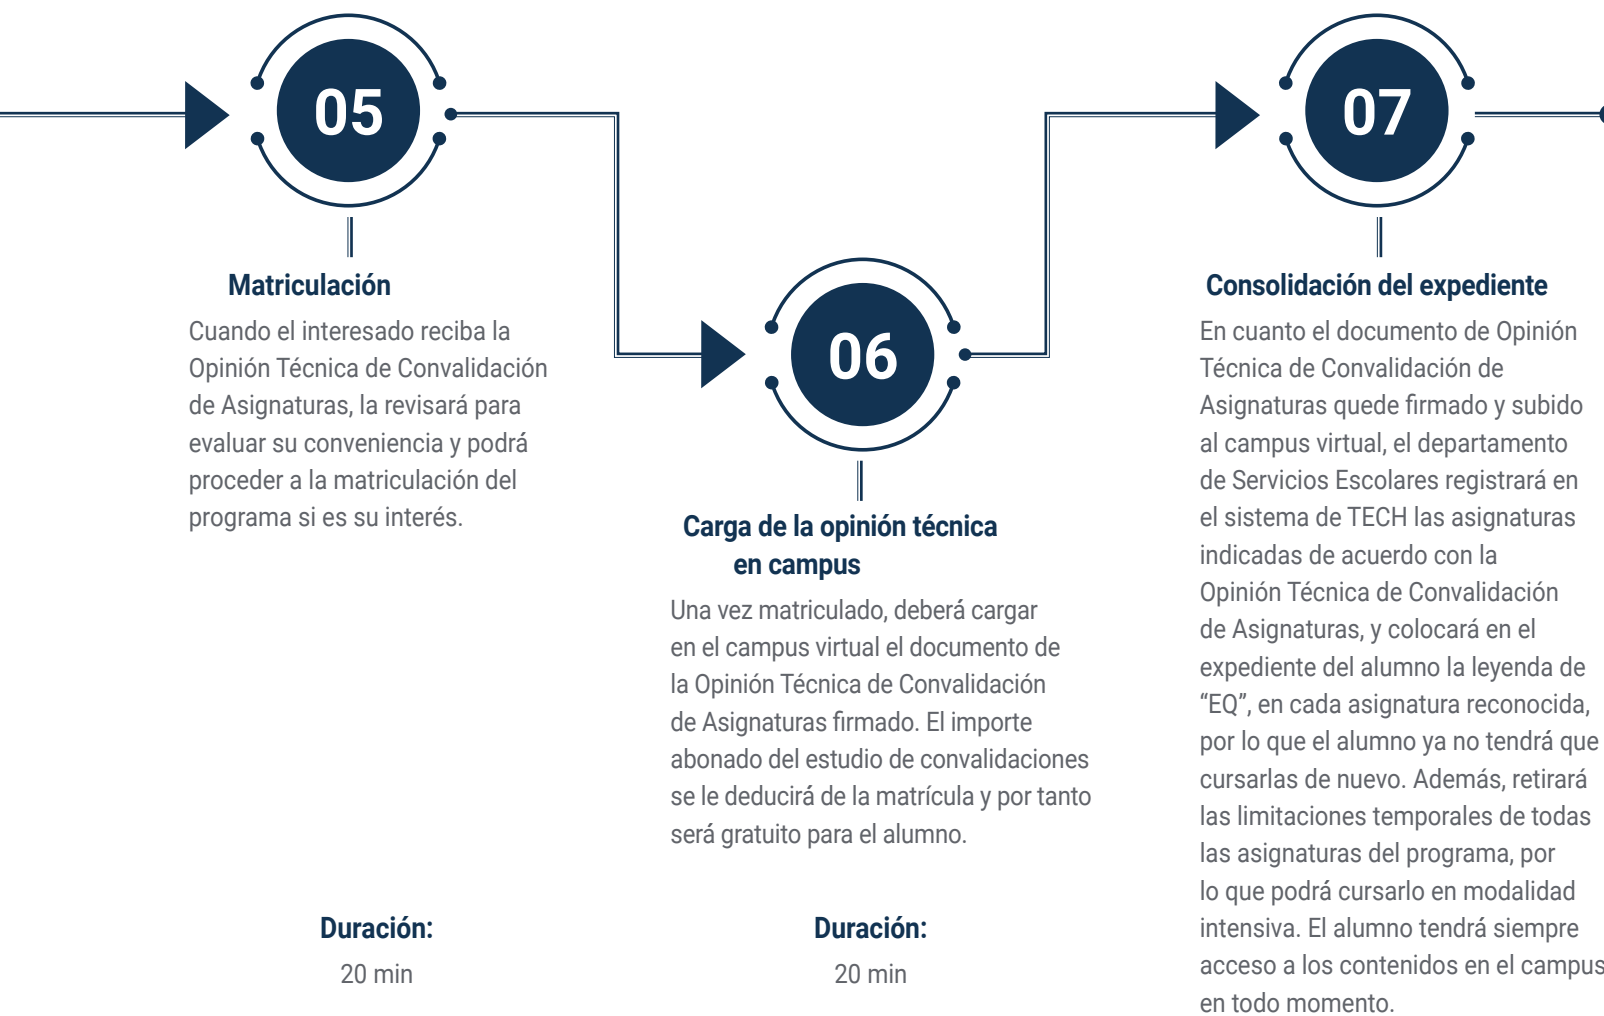 05
Matriculación
Cuando el interesado reciba la
Opinión Técnica de Convalidación
de Asignaturas, la revisará para
evaluar su conveniencia y podrá
proceder a la matriculación del
programa si es su interés.
Duración:
20 min
06
Carga de la opinión técnica
en campus
Una vez matriculado, deberá cargar
en el campus virtual el documento de
la Opinión Técnica de Convalidación
de Asignaturas firmado. El importe
abonado del estudio de convalidaciones
se le deducirá de la matrícula y por tanto
será gratuito para el alumno.
Duración:
20 min
07
Consolidación del expediente
En cuanto el documento de Opinión
Técnica de Convalidación de
Asignaturas quede firmado y subido
al campus virtual, el departamento
de Servicios Escolares registrará en
el sistema de TECH las asignaturas
indicadas de acuerdo con la
Opinión Técnica de Convalidación
de Asignaturas, y colocará en el
expediente del alumno la leyenda de
“EQ”, en cada asignatura reconocida,
por lo que el alumno ya no tendrá que
cursarlas de nuevo. Además, retirará
las limitaciones temporales de todas
las asignaturas del programa, por
lo que podrá cursarlo en modalidad
intensiva. El alumno tendrá siempre
acceso a los contenidos en el campus
en todo momento.